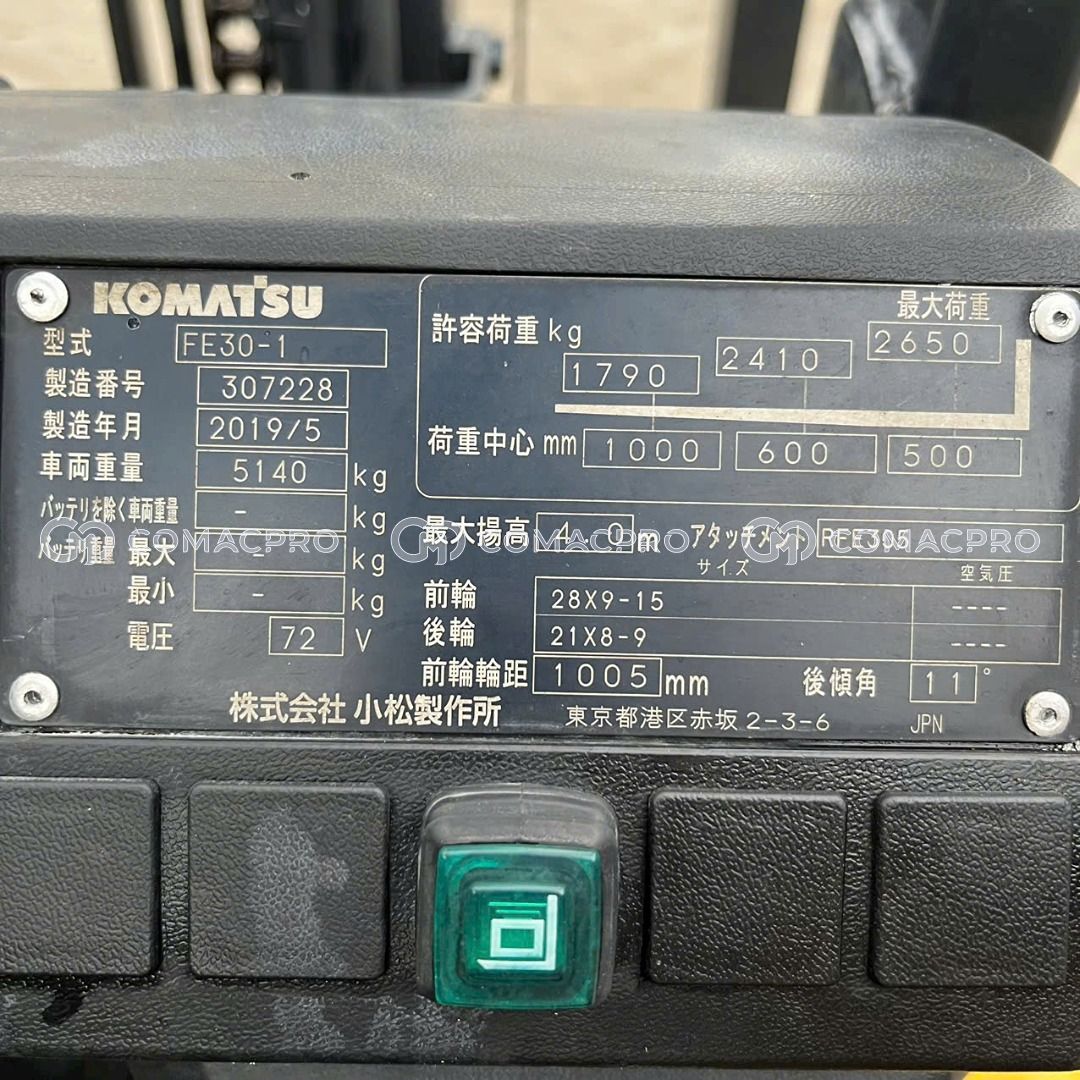 KOMATSU
型式 FE30-1
製造番号 307228
製造年月 2019/5
車両重量 5140 kg
バッテリを除く車両重量 - kg
バッテリ重量 最大 - kg
最小 - kg
電圧 72 V
最大荷重
許容荷重 kg 1790 2410 2650
荷重中心 mm 1000 600 500
最大揚高 4.0 m アタッチメント
サイズ 空気圧
前輪 28X9-15 ----
後輪 21X8-9 ----
前輪輪距 1005 mm 後傾角 11°
株式会社 小松製作所 東京都港区赤坂 2-3-6 JPN
COMACPRO COMACPRO COMACPRO